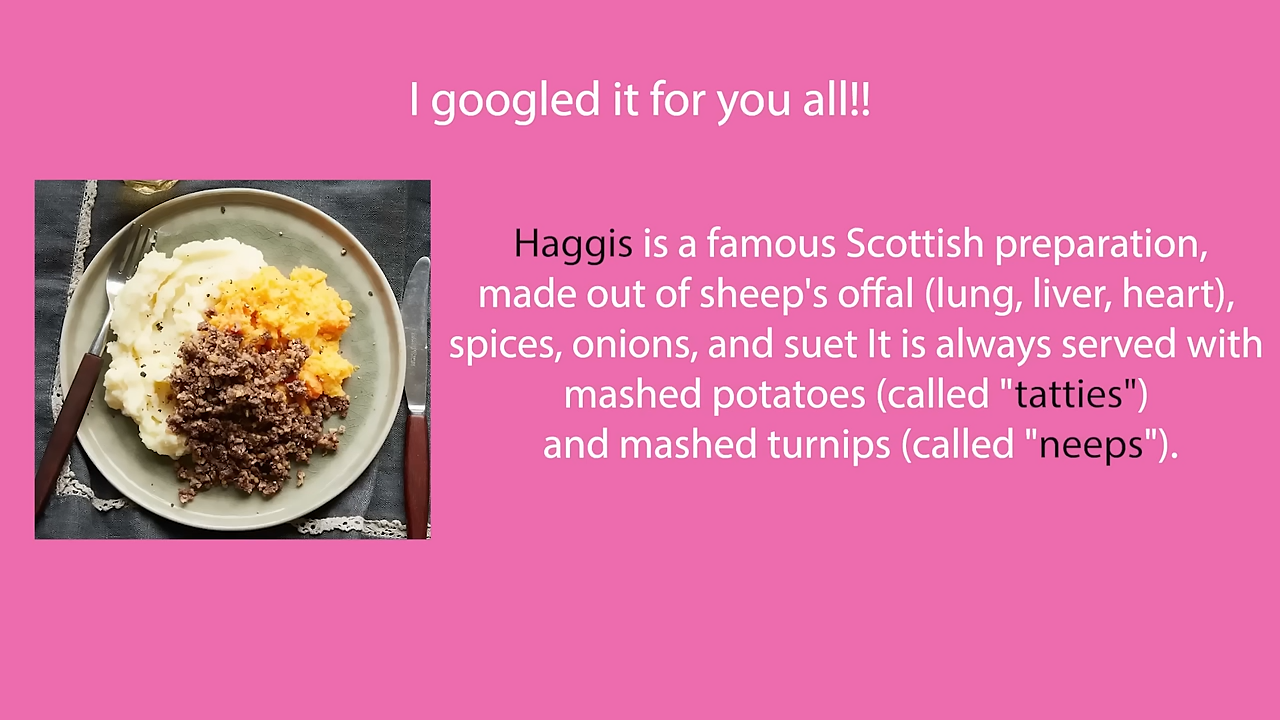 I googled it for you all!!
Haggis is a famous Scottish preparation,
made out of sheep's offal (lung, liver, heart),
spices, onions, and suet It is always served with
mashed potatoes (called "tatties")
and mashed turnips (called "neeps").